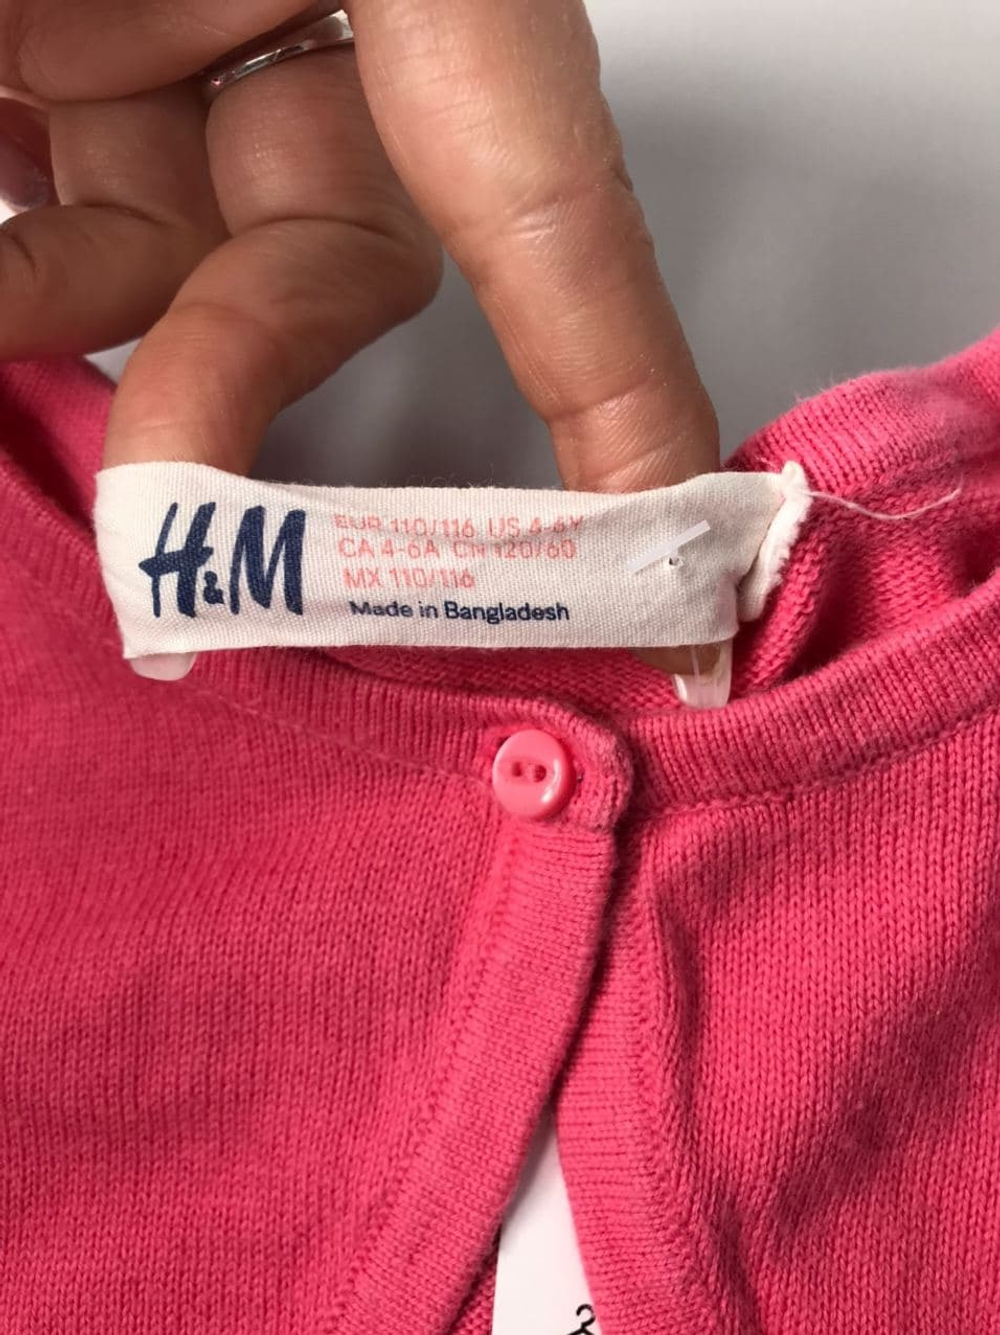 H&M
EUR 110/116 US 4-6Y
CA 4-6A CN 120/60
MX 110/116
Made in Bangladesh